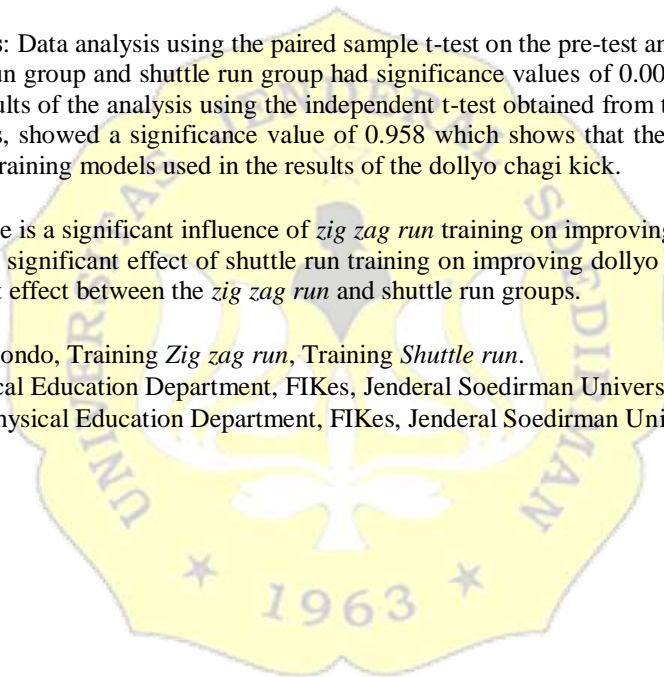 s: Data analysis using the paired sample t-test on the pre-test an
un group and shuttle run group had significance values of 0.00
ults of the analysis using the independent t-test obtained from t
s, showed a significance value of 0.958 which shows that the
training models used in the results of the dollyo chagi kick.
e is a significant influence of zig zag run training on improving
significant effect of shuttle run training on improving dollyo
t effect between the zig zag run and shuttle run groups.
ondo, Training Zig zag run, Training Shuttle run.
cal Education Department, FIKes, Jenderal Soedirman Univers
hysical Education Department, FIKes, Jenderal Soedirman Uni
UNIVERSITAS JENDERAL SOEDIRMAN
1963